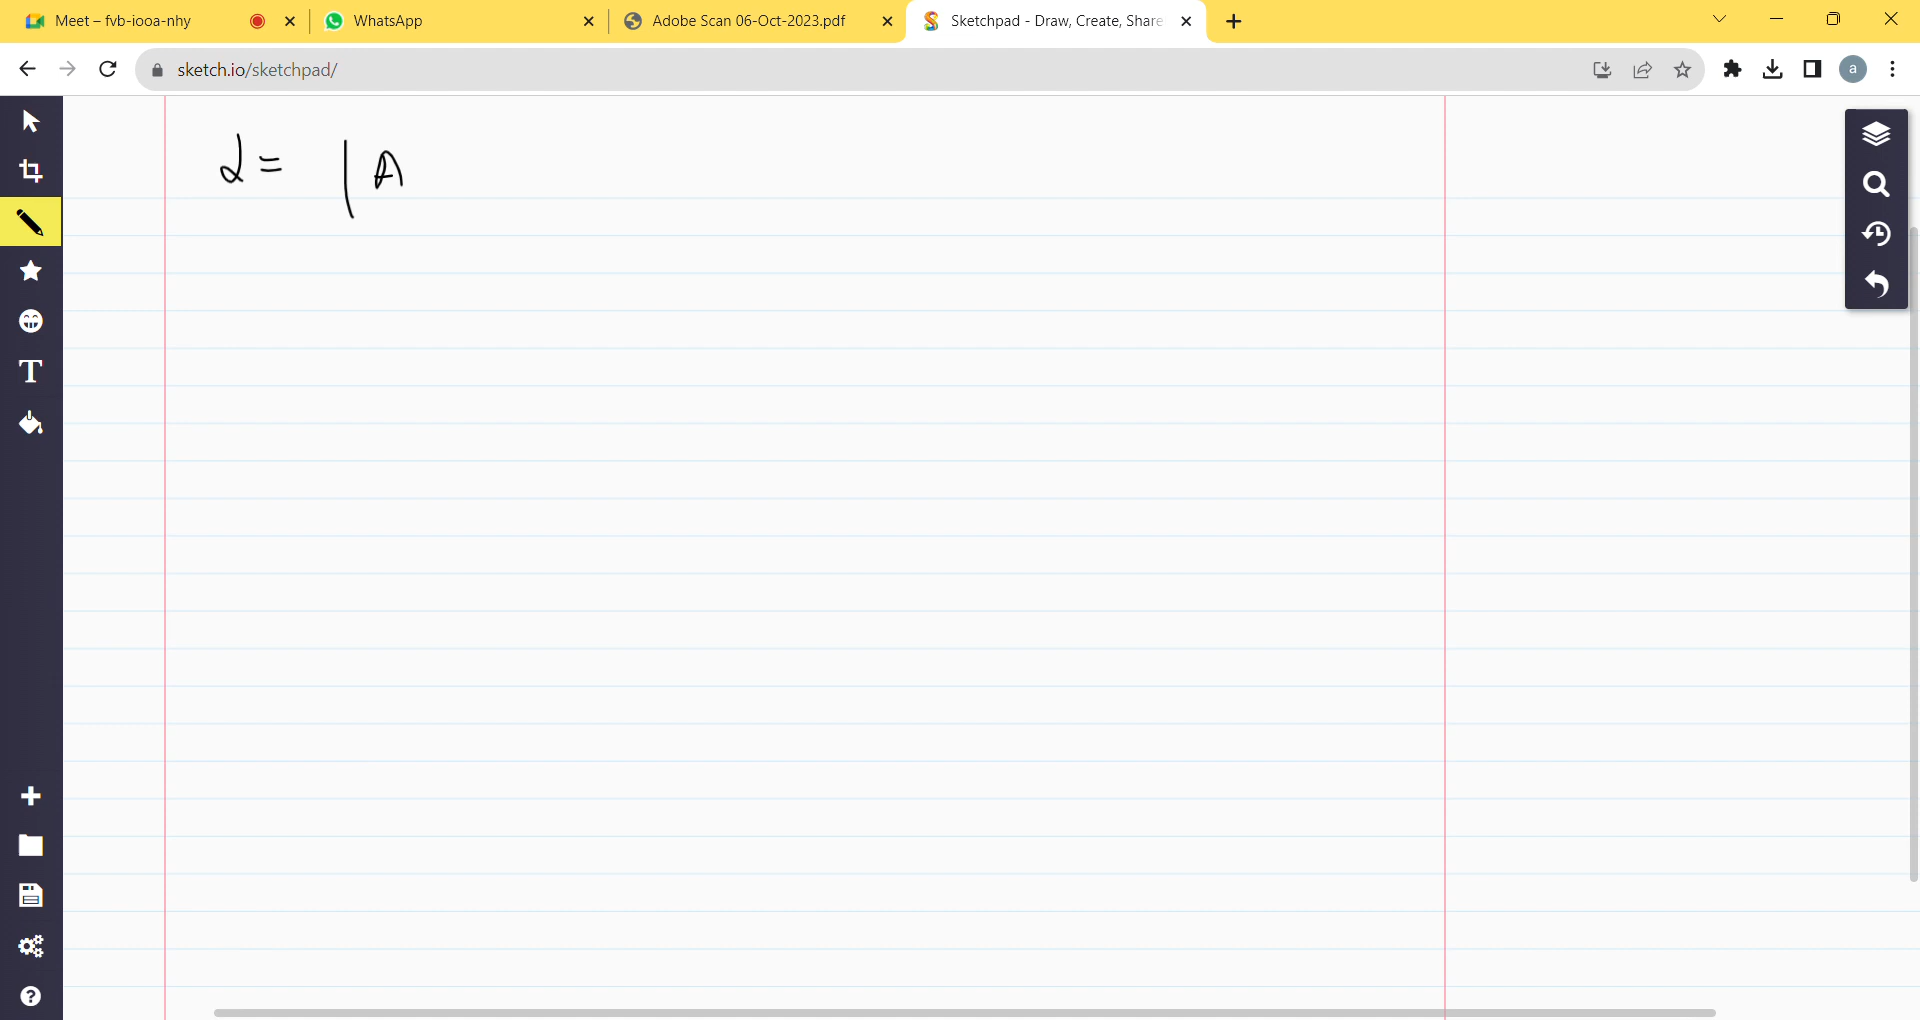 Meet – fvb-iooa-nhy
WhatsApp
Adobe Scan 06-Oct-2023.pdf
Sketchpad - Draw, Create, Share
sketch.io/sketchpad/
a
d = | A
T
?